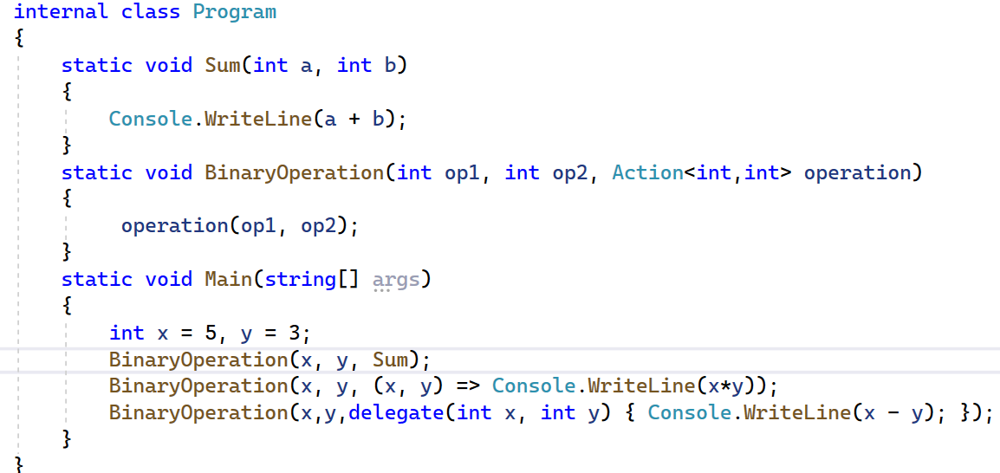 internal class Program
{
    static void Sum(int a, int b)
    {
        Console.WriteLine(a + b);
    }
    static void BinaryOperation(int op1, int op2, Action<int,int> operation)
    {
         operation(op1, op2);
    }
    static void Main(string[] args)
    {
        int x = 5, y = 3;
        BinaryOperation(x, y, Sum);
        BinaryOperation(x, y, (x, y) => Console.WriteLine(x*y));
        BinaryOperation(x,y,delegate(int x, int y) { Console.WriteLine(x - y); });
    }
}